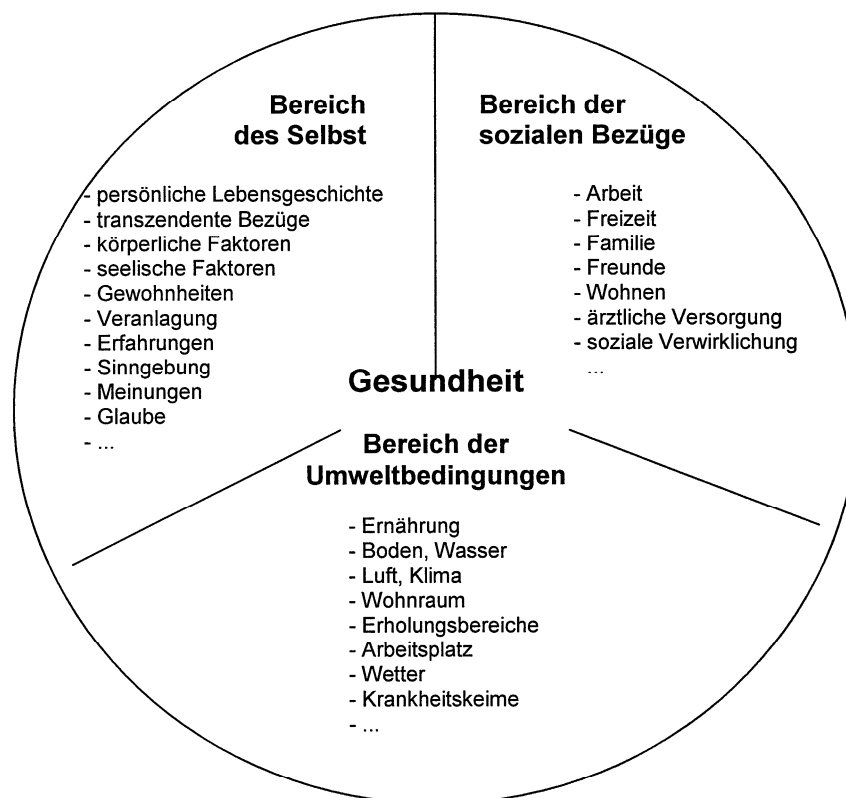 Bereich
des Selbst
- persönliche Lebensgeschichte
- transzendente Bezüge
- körperliche Faktoren
- seelische Faktoren
- Gewohnheiten
- Veranlagung
- Erfahrungen
- Sinngebung
- Meinungen
- Glaube
- ...
Bereich der
sozialen Bezüge
- Arbeit
- Freizeit
- Familie
- Freunde
- Wohnen
- ärztliche Versorgung
- soziale Verwirklichung
...
Gesundheit
Bereich der
Umweltbedingungen
- Ernährung
- Boden, Wasser
- Luft, Klima
- Wohnraum
- Erholungsbereiche
- Arbeitsplatz
- Wetter
- Krankheitskeime
- ...